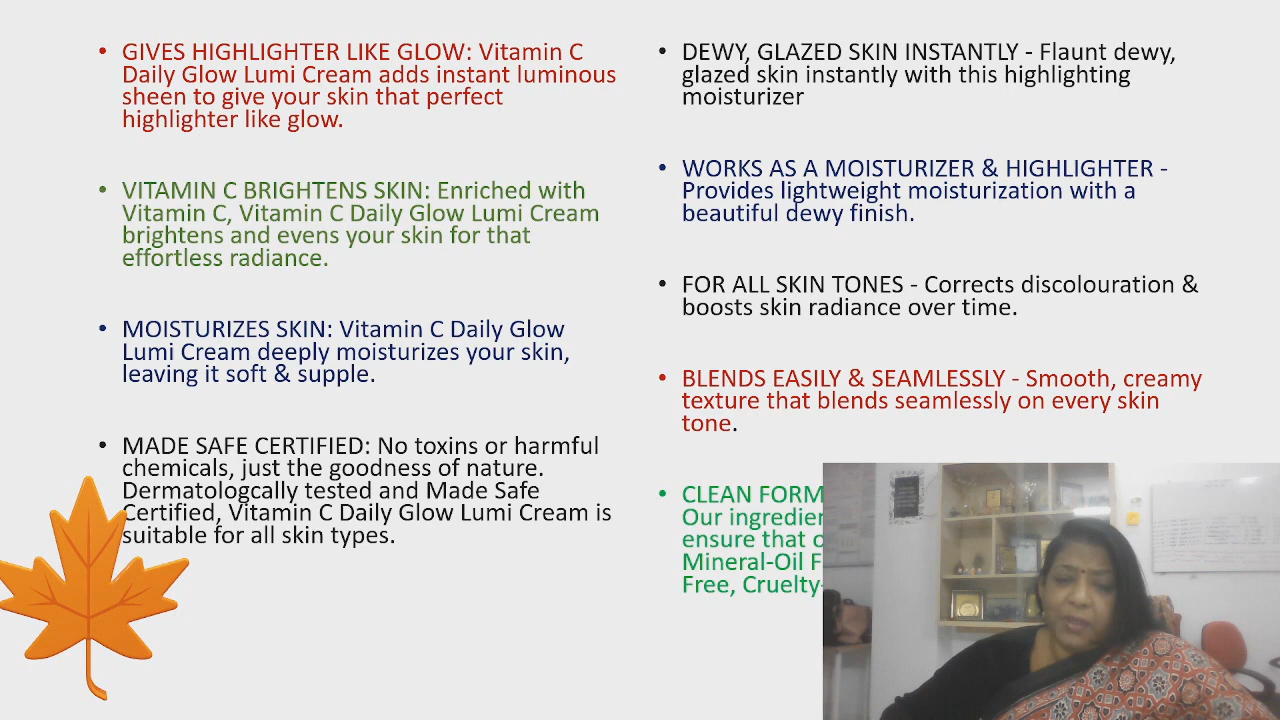 • GIVES HIGHLIGHTER LIKE GLOW: Vitamin C
Daily Glow Lumi Cream adds instant luminous
sheen to give your skin that perfect
highlighter like glow.
• VITAMIN C BRIGHTENS SKIN: Enriched with
Vitamin C, Vitamin C Daily Glow Lumi Cream
brightens and evens your skin for that
effortless radiance.
• MOISTURIZES SKIN: Vitamin C Daily Glow
Lumi Cream deeply moisturizes your skin,
leaving it soft & supple.
• MADE SAFE CERTIFIED: No toxins or harmful
chemicals, just the goodness of nature.
Dermatologcally tested and Made Safe
Certified, Vitamin C Daily Glow Lumi Cream is
suitable for all skin types.
• DEWY, GLAZED SKIN INSTANTLY - Flaunt dewy,
glazed skin instantly with this highlighting
moisturizer
• WORKS AS A MOISTURIZER & HIGHLIGHTER -
Provides lightweight moisturization with a
beautiful dewy finish.
• FOR ALL SKIN TONES - Corrects discolouration &
boosts skin radiance over time.
• BLENDS EASILY & SEAMLESSLY - Smooth, creamy
texture that blends seamlessly on every skin
tone.
• CLEAN FORM
Our ingredien
ensure that
Mineral-Oil F
Free, Cruelty-